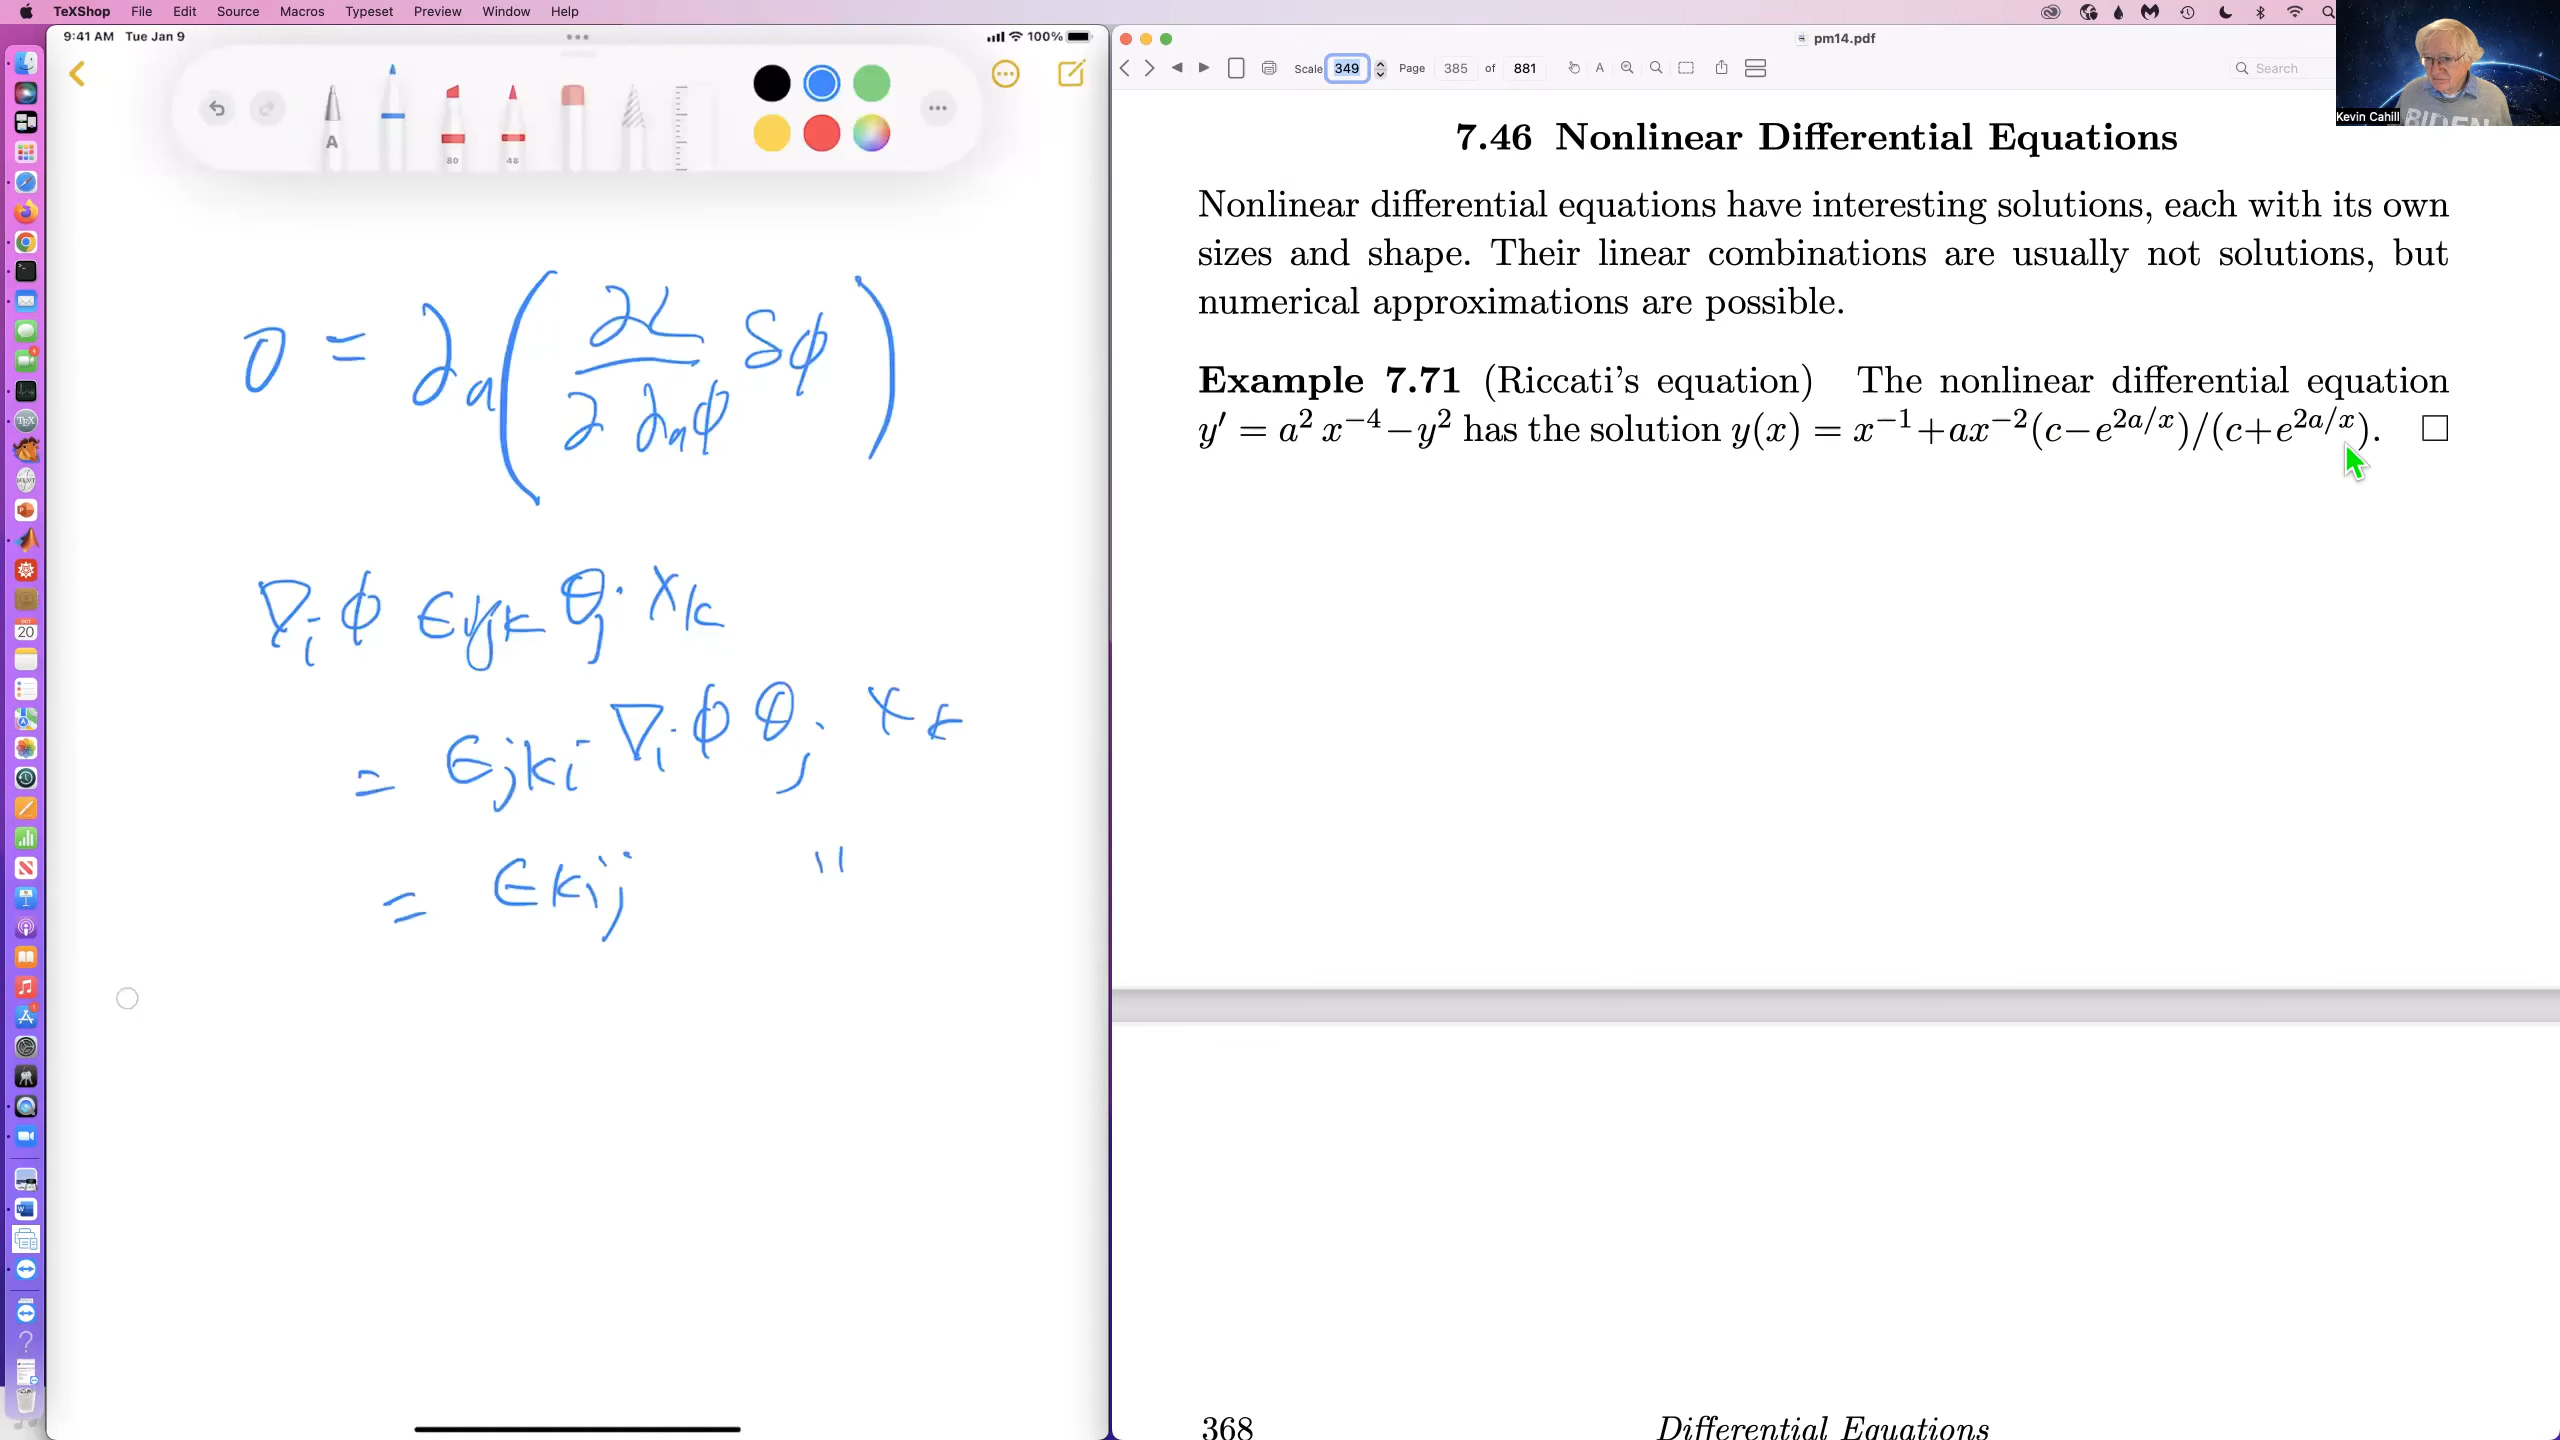 TeXShop File Edit Source Macros Typeset Preview Window Help
9:41 AM Tue Jan 9
100%
A
80
48
0 = ∂ₐ( ∂L / ∂ ∂ₐφ δφ )
∇ᵢ φ ϵᵢⱼₖ θⱼ xₖ
= ϵⱼₖᵢ ∇ᵢ φ θⱼ xₖ
= ϵₖᵢⱼ "
20
pm14.pdf
Scale 349 Page 385 of 881
A
Search
Kevin Cahill
BIDEN
7.46 Nonlinear Differential Equations
Nonlinear differential equations have interesting solutions, each with its own
sizes and shape. Their linear combinations are usually not solutions, but
numerical approximations are possible.
Example 7.71 (Riccati's equation) The nonlinear differential equation
y′ = a² x⁻⁴ − y² has the solution y(x) = x⁻¹+ax⁻²(c−e^{2a/x})/(c+e^{2a/x}). □
368 Differential Equations